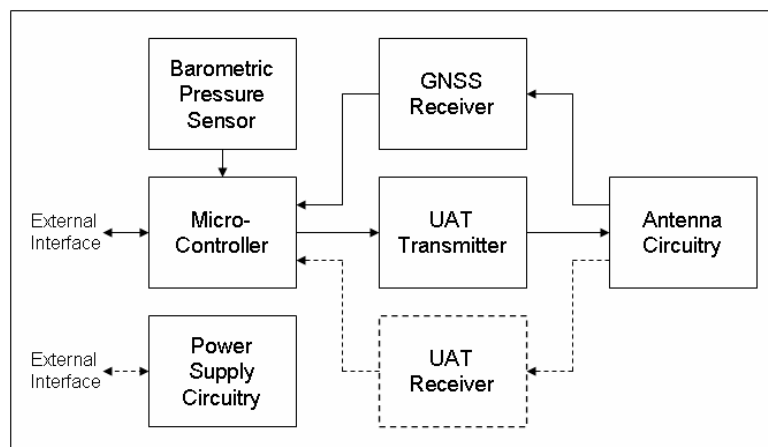 Barometric
Pressure
Sensor
GNSS
Receiver
External
Interface
Micro-
Controller
UAT
Transmitter
Antenna
Circuitry
External
Interface
Power
Supply
Circuitry
UAT
Receiver